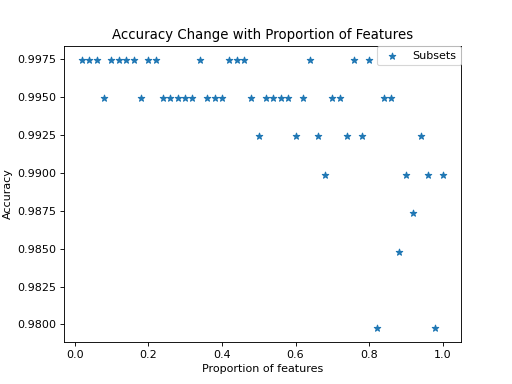 Accuracy Change with Proportion of Features
Subsets
0.9975
0.9950
0.9925
0.9900
0.9875
0.9850
0.9825
0.9800
Accuracy
0.0 0.2 0.4 0.6 0.8 1.0
Proportion of features